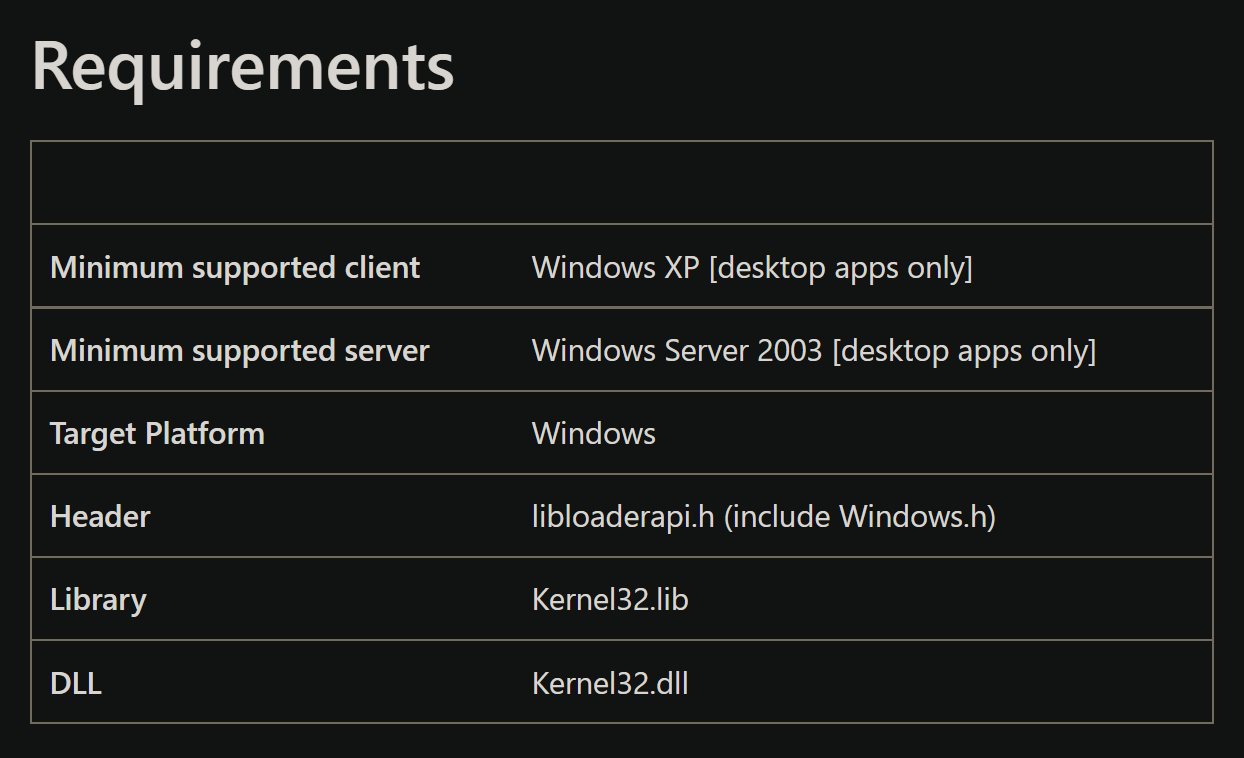 Requirements
Minimum supported client Windows XP [desktop apps only]
Minimum supported server Windows Server 2003 [desktop apps only]
Target Platform Windows
Header libloaderapi.h (include Windows.h)
Library Kernel32.lib
DLL Kernel32.dll